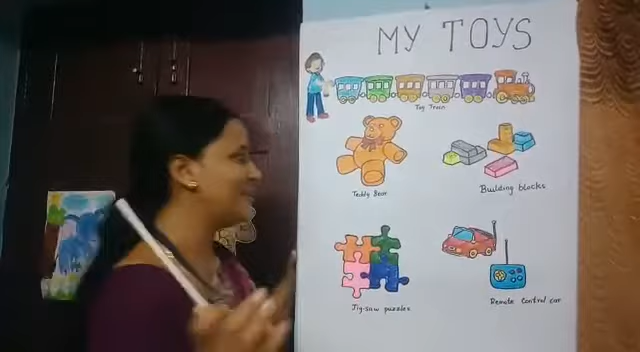 MY TOYS
Toy Train
Teddy Bear
Building blocks
Jig-saw puzzles
Remote control car